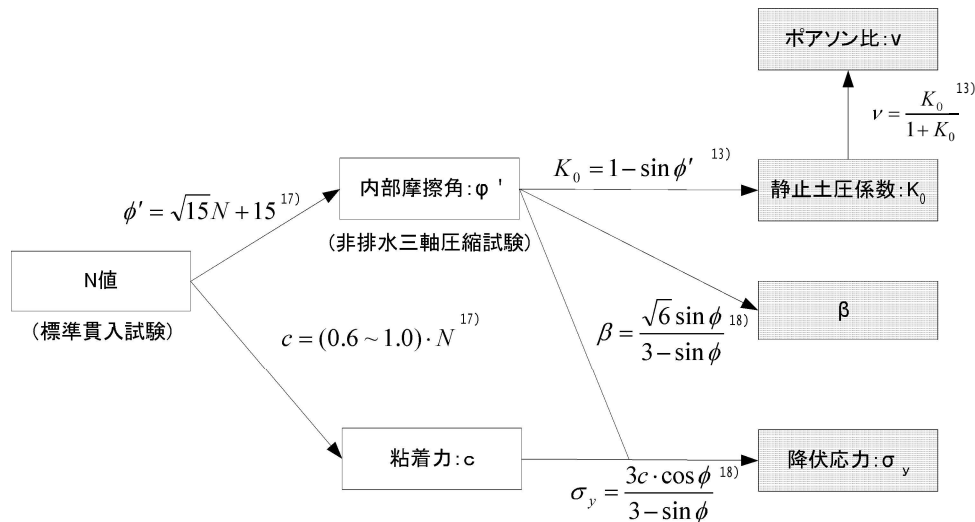 ポアソン比:ν
ν = K₀ / (1 + K₀) 13)
内部摩擦角:φ'
(非排水三軸圧縮試験)
K₀ = 1 − sin ϕ′ 13)
静止土圧係数:K₀
ϕ′ = √15N + 15 17)
N値
(標準貫入試験)
c = (0.6 ~ 1.0)· N 17)
β = √6 sin ϕ / (3 − sin ϕ) 18)
β
粘着力:c
σy = 3c · cos ϕ / (3 − sin ϕ) 18)
降伏応力:σy